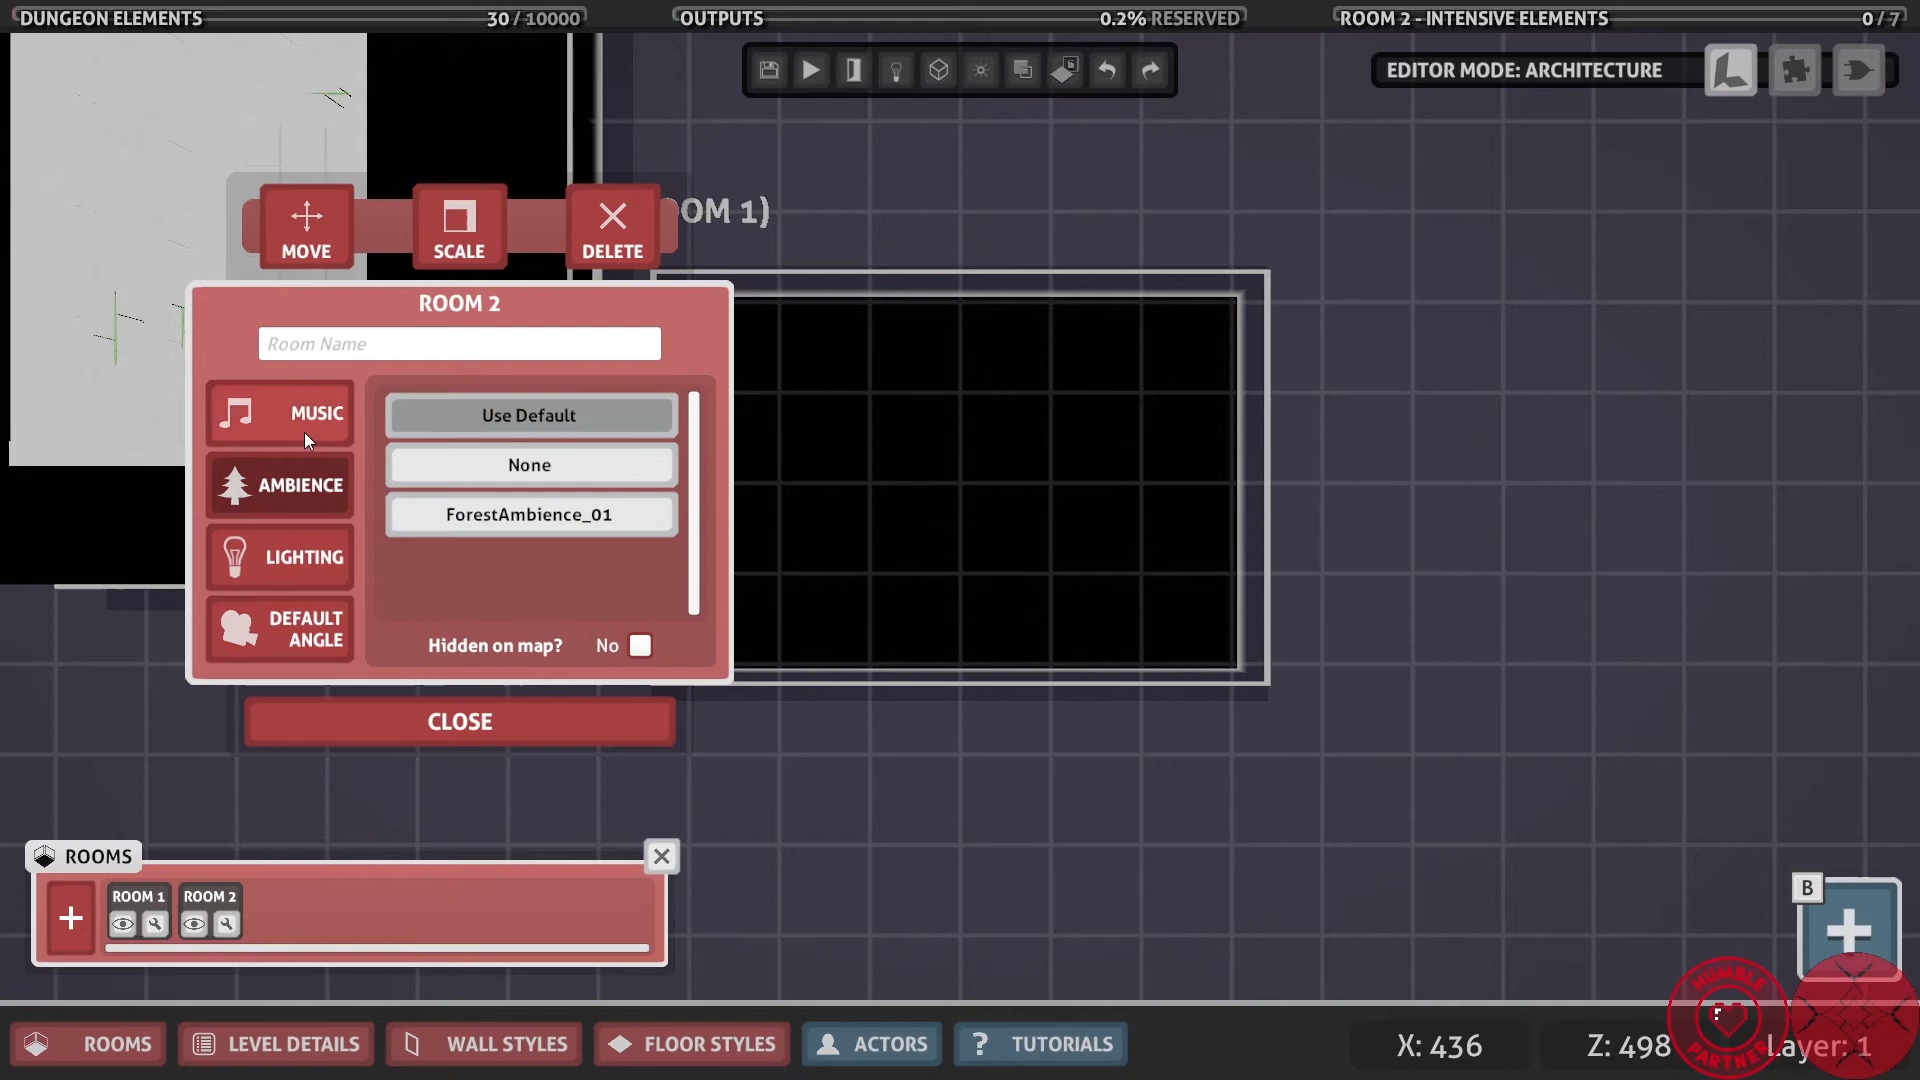 DUNGEON ELEMENTS 30 / 10000
OUTPUTS 0.2% RESERVED
ROOM 2 - INTENSIVE ELEMENTS 0 / 7
EDITOR MODE: ARCHITECTURE
OOM 1)
MOVE
SCALE
DELETE
ROOM 2
Room Name
MUSIC
AMBIENCE
LIGHTING
DEFAULT
ANGLE
Use Default
None
ForestAmbience_01
Hidden on map? No
CLOSE
ROOMS
ROOM 1
ROOM 2
B
HUMBLE
PARTNER
ROOMS
LEVEL DETAILS
WALL STYLES
FLOOR STYLES
ACTORS
? TUTORIALS
X: 436
Z: 498
Layer: 1